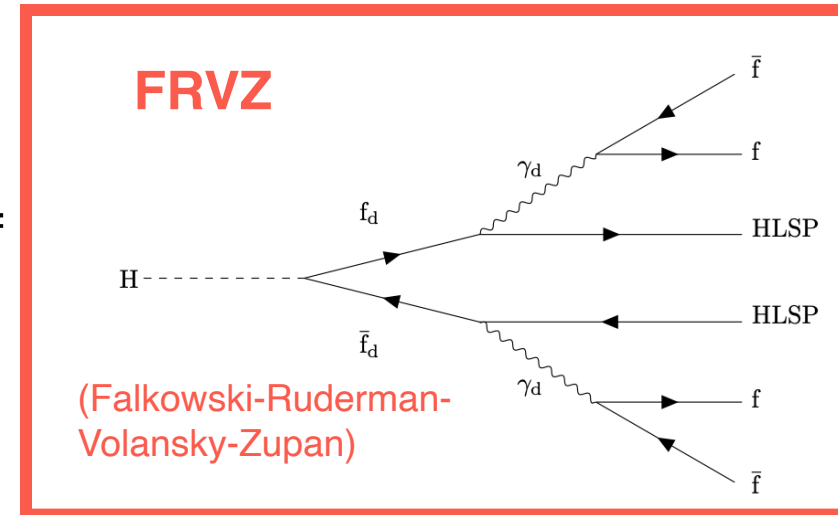 FRVZ
f̄
f
γd
fd
HLSP
H
HLSP
f̄d
γd
f
(Falkowski-Ruderman-
Volansky-Zupan)
f̄